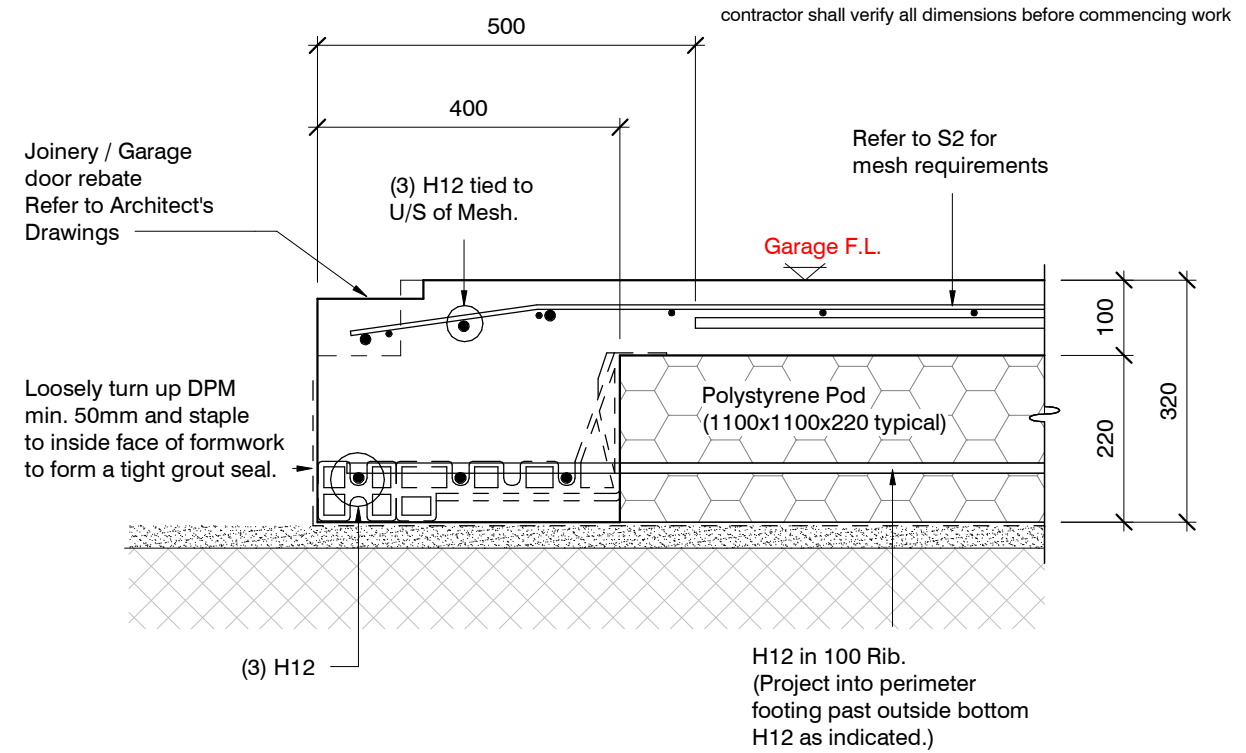 contractor shall verify all dimensions before commencing work
500
400
Joinery / Garage
door rebate
Refer to Architect's
Drawings
(3) H12 tied to
U/S of Mesh.
Refer to S2 for
mesh requirements
Garage F.L.
100
320
220
Loosely turn up DPM
min. 50mm and staple
to inside face of formwork
to form a tight grout seal.
Polystyrene Pod
(1100x1100x220 typical)
(3) H12
H12 in 100 Rib.
(Project into perimeter
footing past outside bottom
H12 as indicated.)